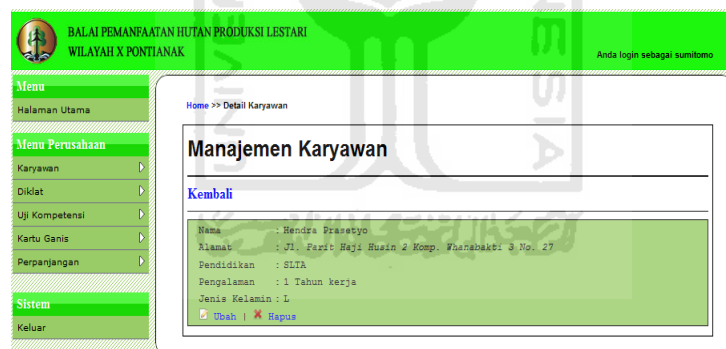 BALAI PEMANFAATAN HUTAN PRODUKSI LESTARI
WILAYAH X PONTIANAK
Anda login sebagai sumitomo
Menu
Halaman Utama
Menu Perusahaan
Karyawan
Diklat
Uji Kompetensi
Kartu Ganis
Perpanjangan
Sistem
Keluar
Home >> Detail Karyawan
Manajemen Karyawan
Kembali
Nama : Hendra Prasetyo
Alamat : Jl. Parit Haji Husin 2 Komp. Whanabakti 3 No. 27
Pendidikan : SLTA
Pengalaman : 1 Tahun kerja
Jenis Kelamin : L
Ubah | Hapus